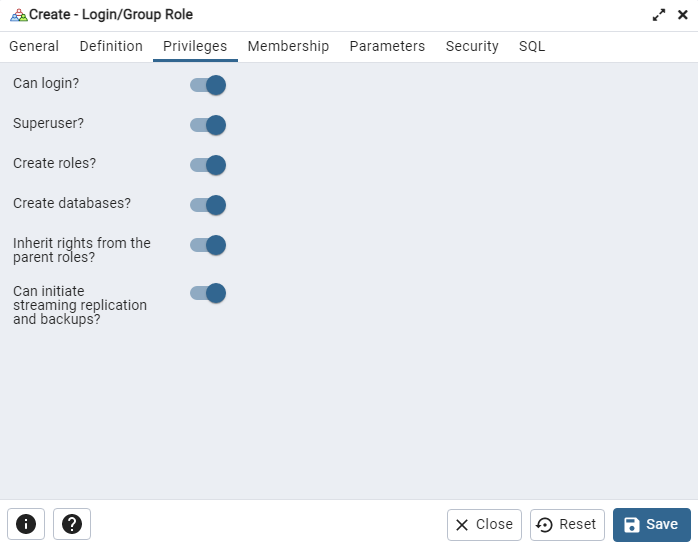 Create - Login/Group Role
General Definition Privileges Membership Parameters Security SQL
Can login?
Superuser?
Create roles?
Create databases?
Inherit rights from the
parent roles?
Can initiate
streaming replication
and backups?
Close Reset Save